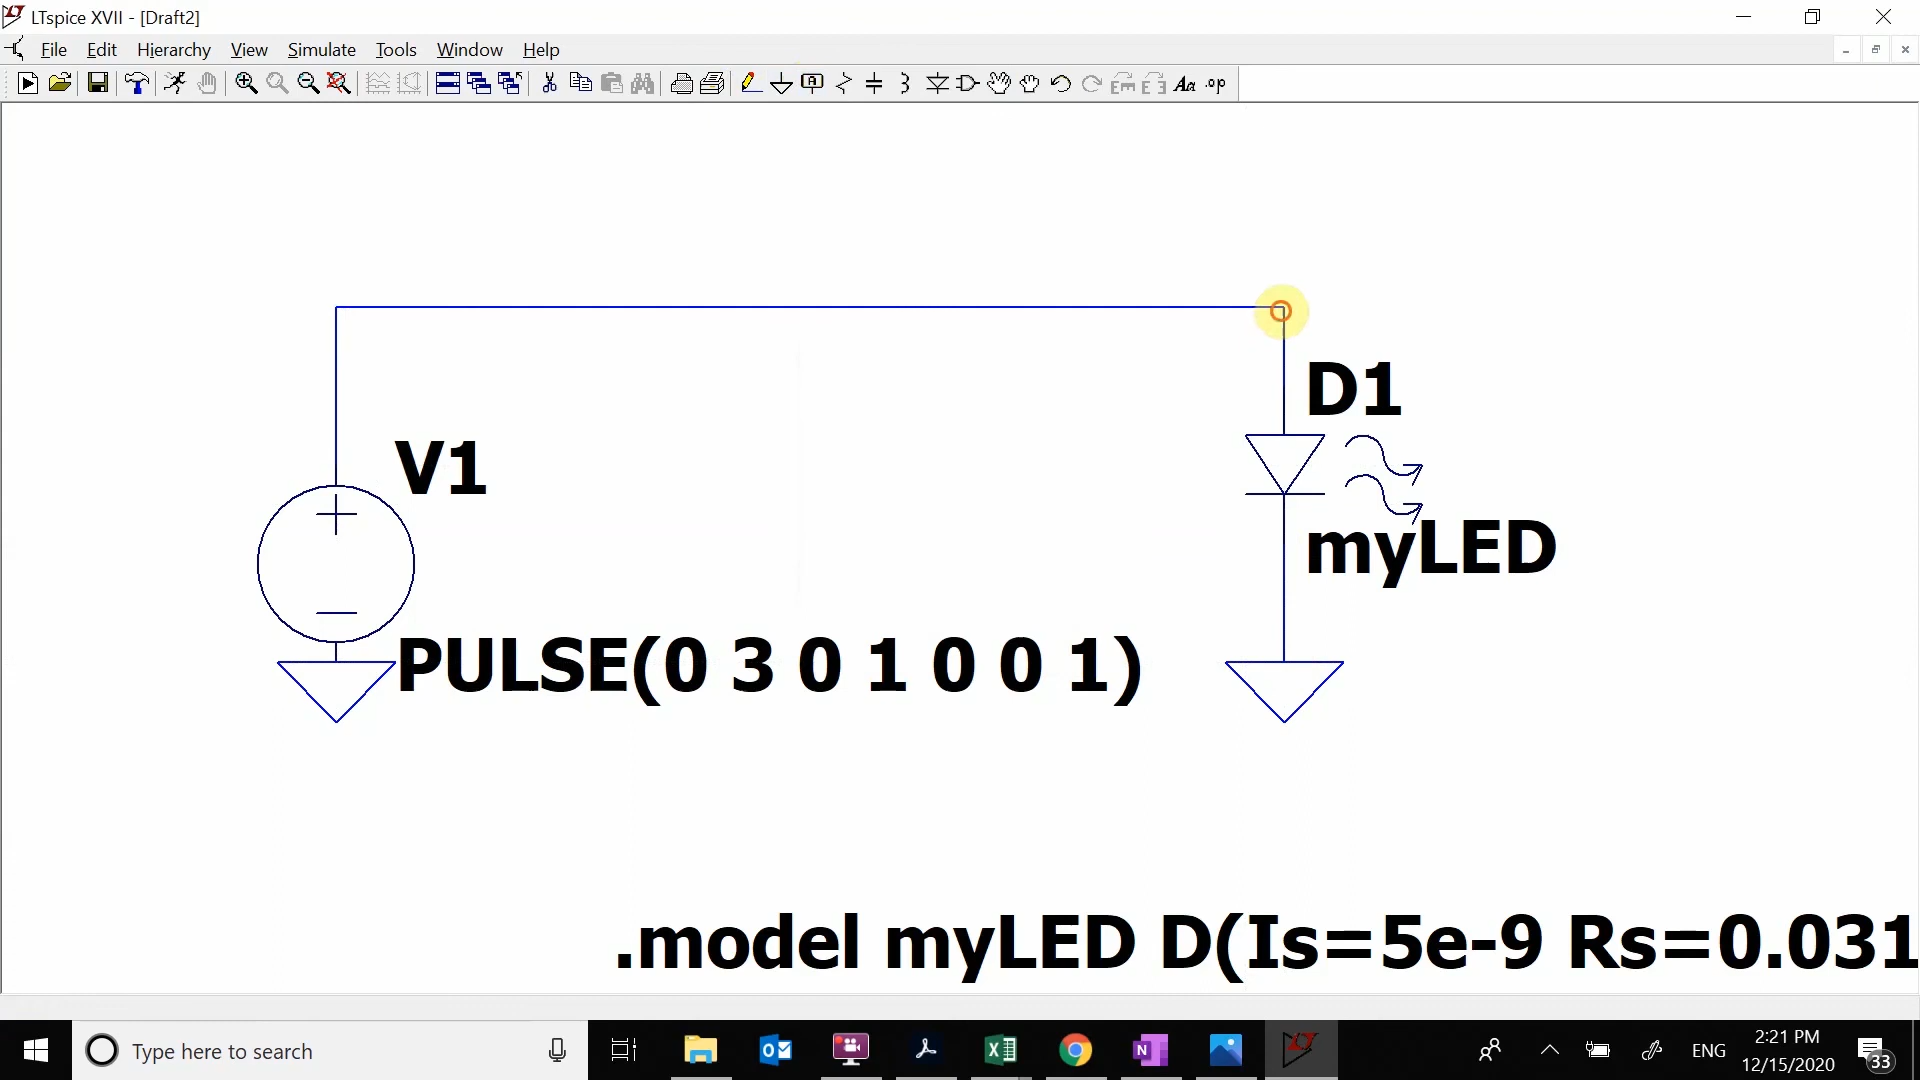 LTspice XVII - [Draft2]
File Edit Hierarchy View Simulate Tools Window Help
A Aa .op
D1
V1
myLED
PULSE(0 3 0 1 0 0 1)
.model myLED D(Is=5e-9 Rs=0.031
Type here to search
ENG
2:21 PM
12/15/2020
33